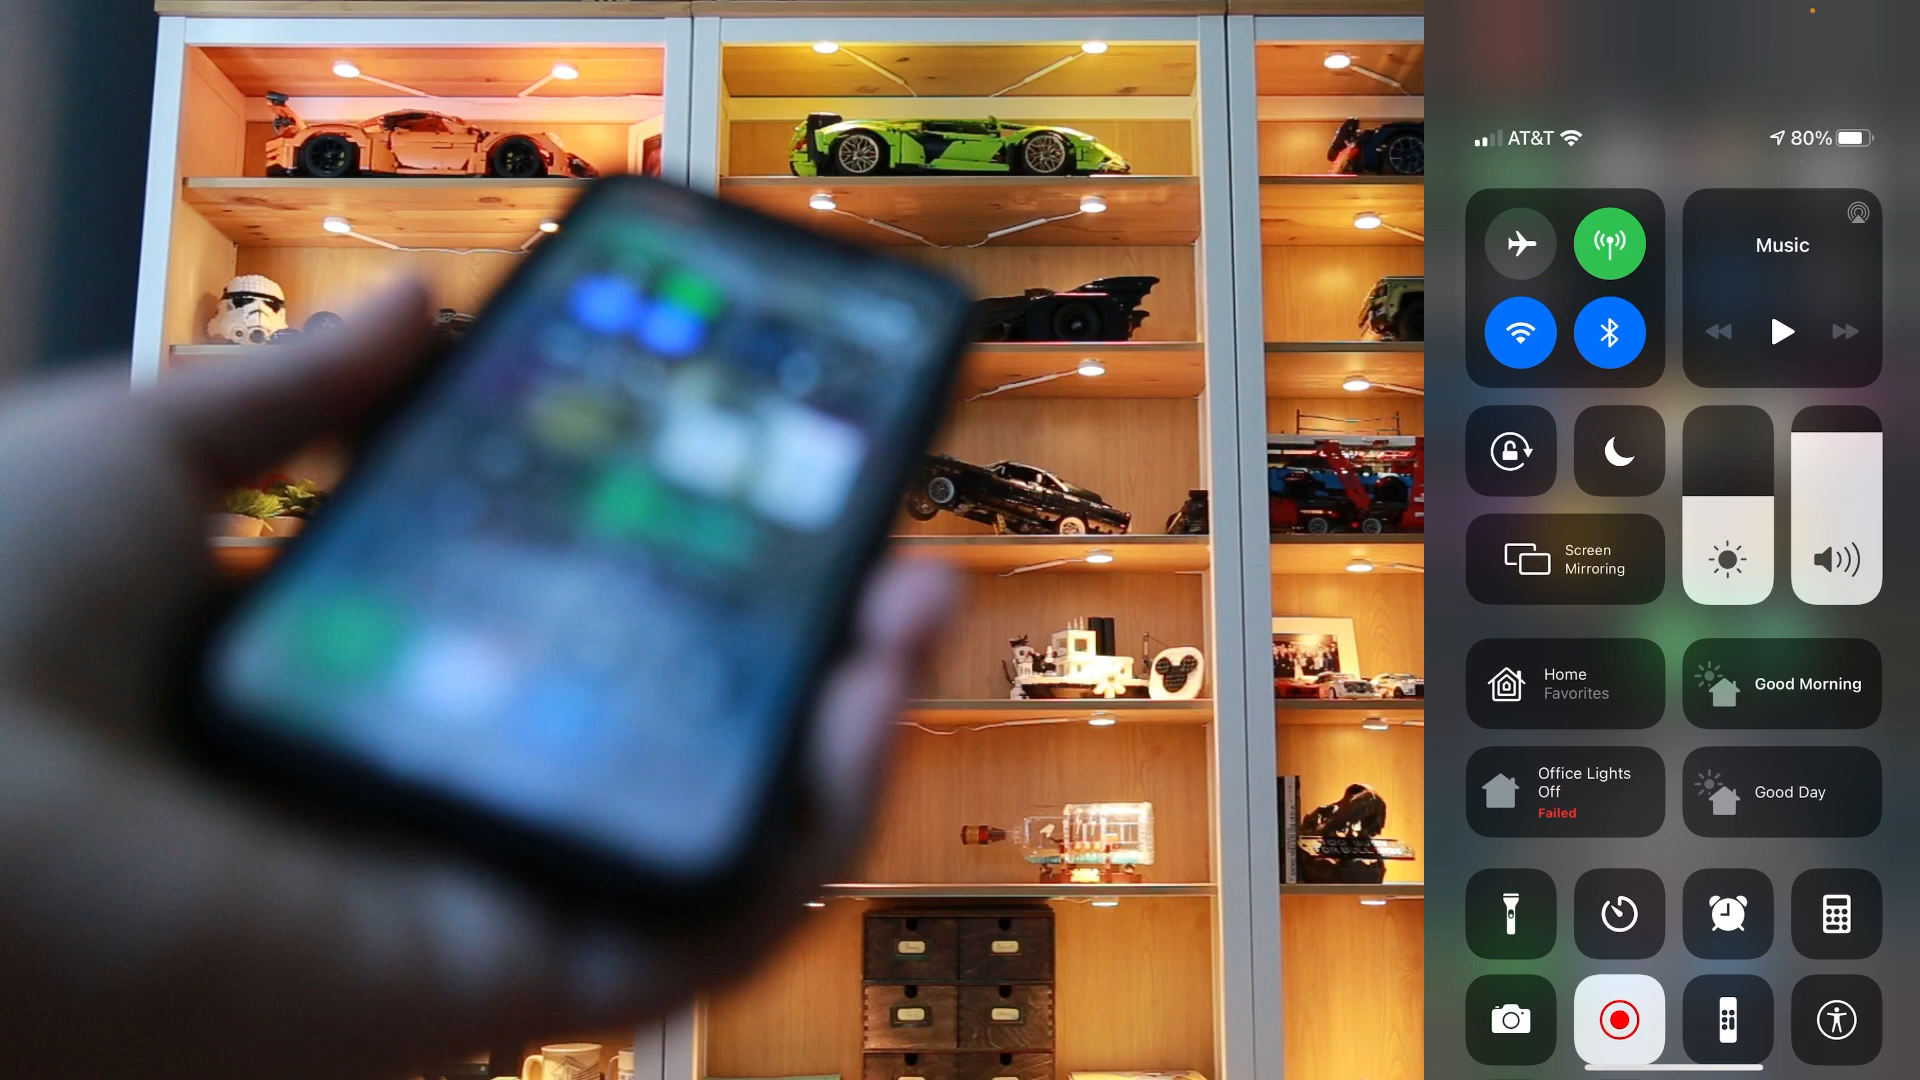 AT&T
80%
Music
Screen
Mirroring
Home
Favorites
Good Morning
Office Lights
Off
Failed
Good Day